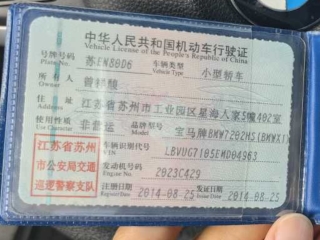 中华人民共和国机动车行驶证
Vehicle License of the People's Republic of China
号牌号码 苏EN88D6 车辆类型 小型轿车
Plate No. Vehicle Type
所有人
Owner
住址 江苏省苏州市工业园区星海人家5幢402室
Address
使用性质 非营运 品牌型号 宝马牌BMW7202HS(BMWX1)
Use Character Model
江苏省苏州
市公安局交通
巡逻警察支队
车辆识别代号 LBVUG7105EMD04963
VIN
发动机号码 2023C429
Engine No.
注册日期 2014-08-25 发证日期 2014-08-25
Register Date Issue Date